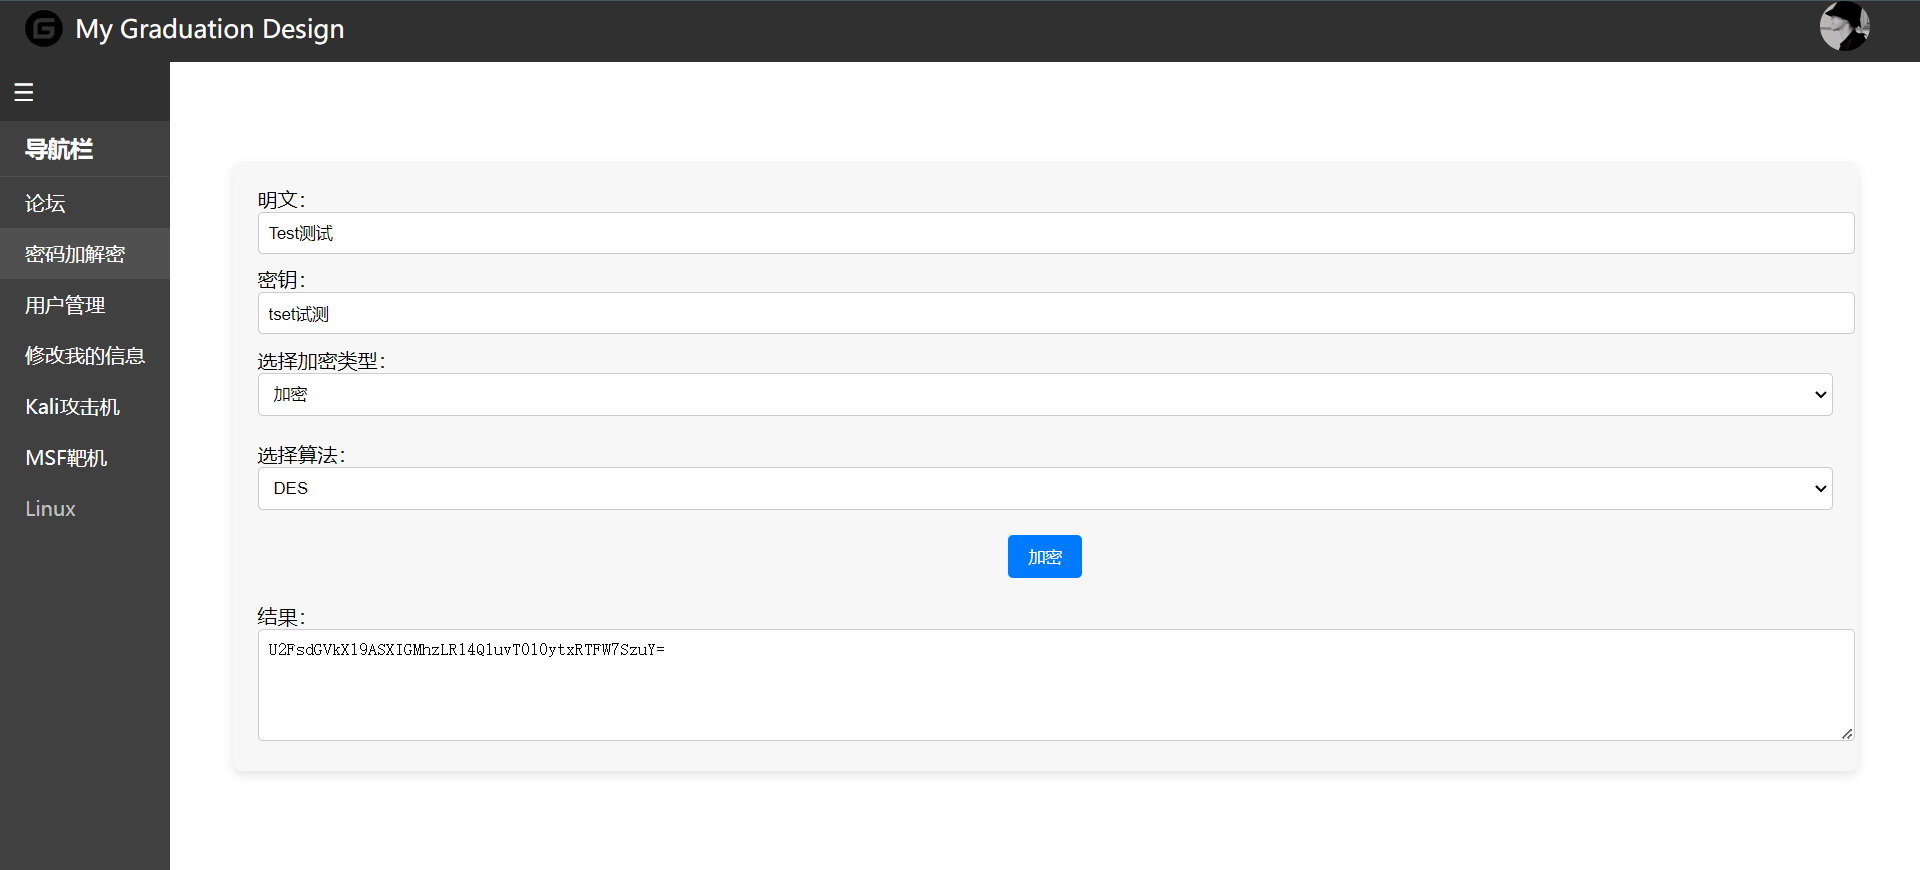 My Graduation Design
☰
导航栏
论坛
密码加解密
用户管理
修改我的信息
Kali攻击机
MSF靶机
Linux
明文：
Test测试
密钥：
tset试测
选择加密类型：
加密
选择算法：
DES
加密
结果：
U2FsdGVkX19ASXIGMhzLRl4Q1uvT010ytxRTFW7SzuY=